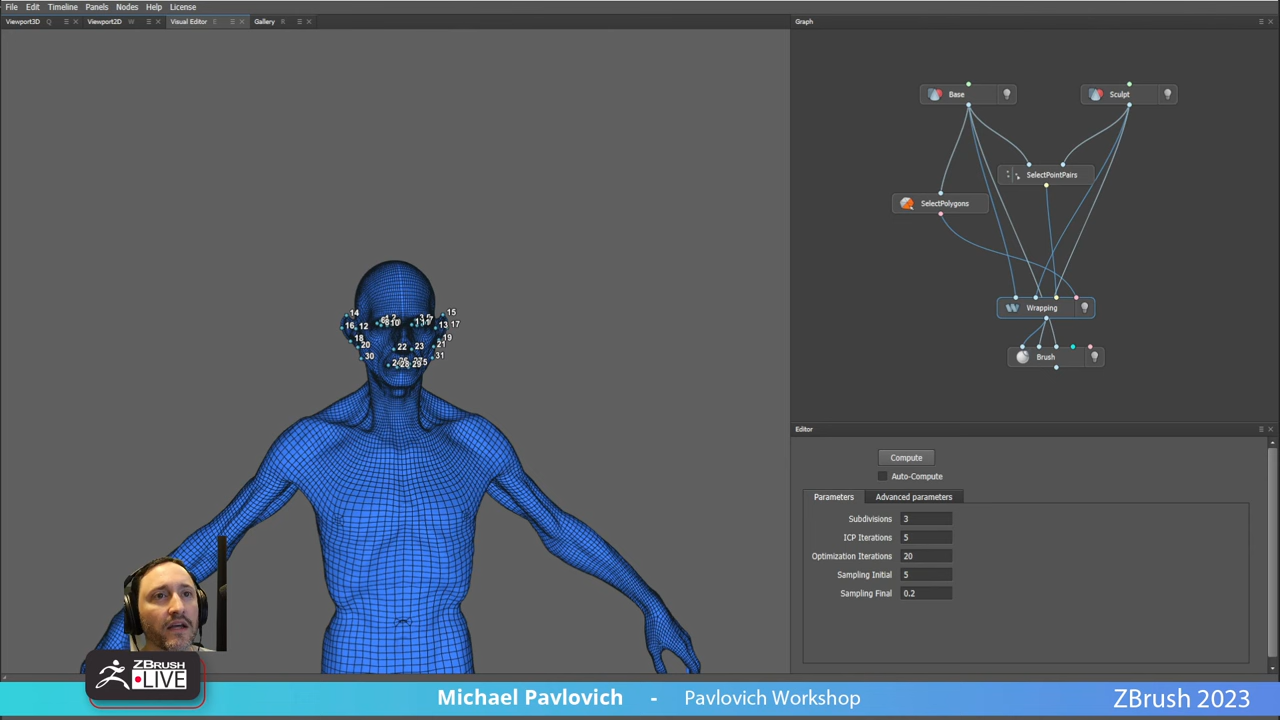 File Edit Timeline Panels Nodes Help License
Viewport3D Q Viewport2D W Visual Editor E Gallery R Graph
Base Sculpt
SelectPointPairs
SelectPolygons
Wrapping
Brush
14 15
16 12 13 17
18 19
20 21
22 23
30 31
Editor
Compute
Auto-Compute
Parameters Advanced parameters
Subdivisions 3
ICP Iterations 5
Optimization Iterations 20
Sampling Initial 5
Sampling Final 0.2
ZBRUSH
LIVE
Michael Pavlovich - Pavlovich Workshop ZBrush 2023